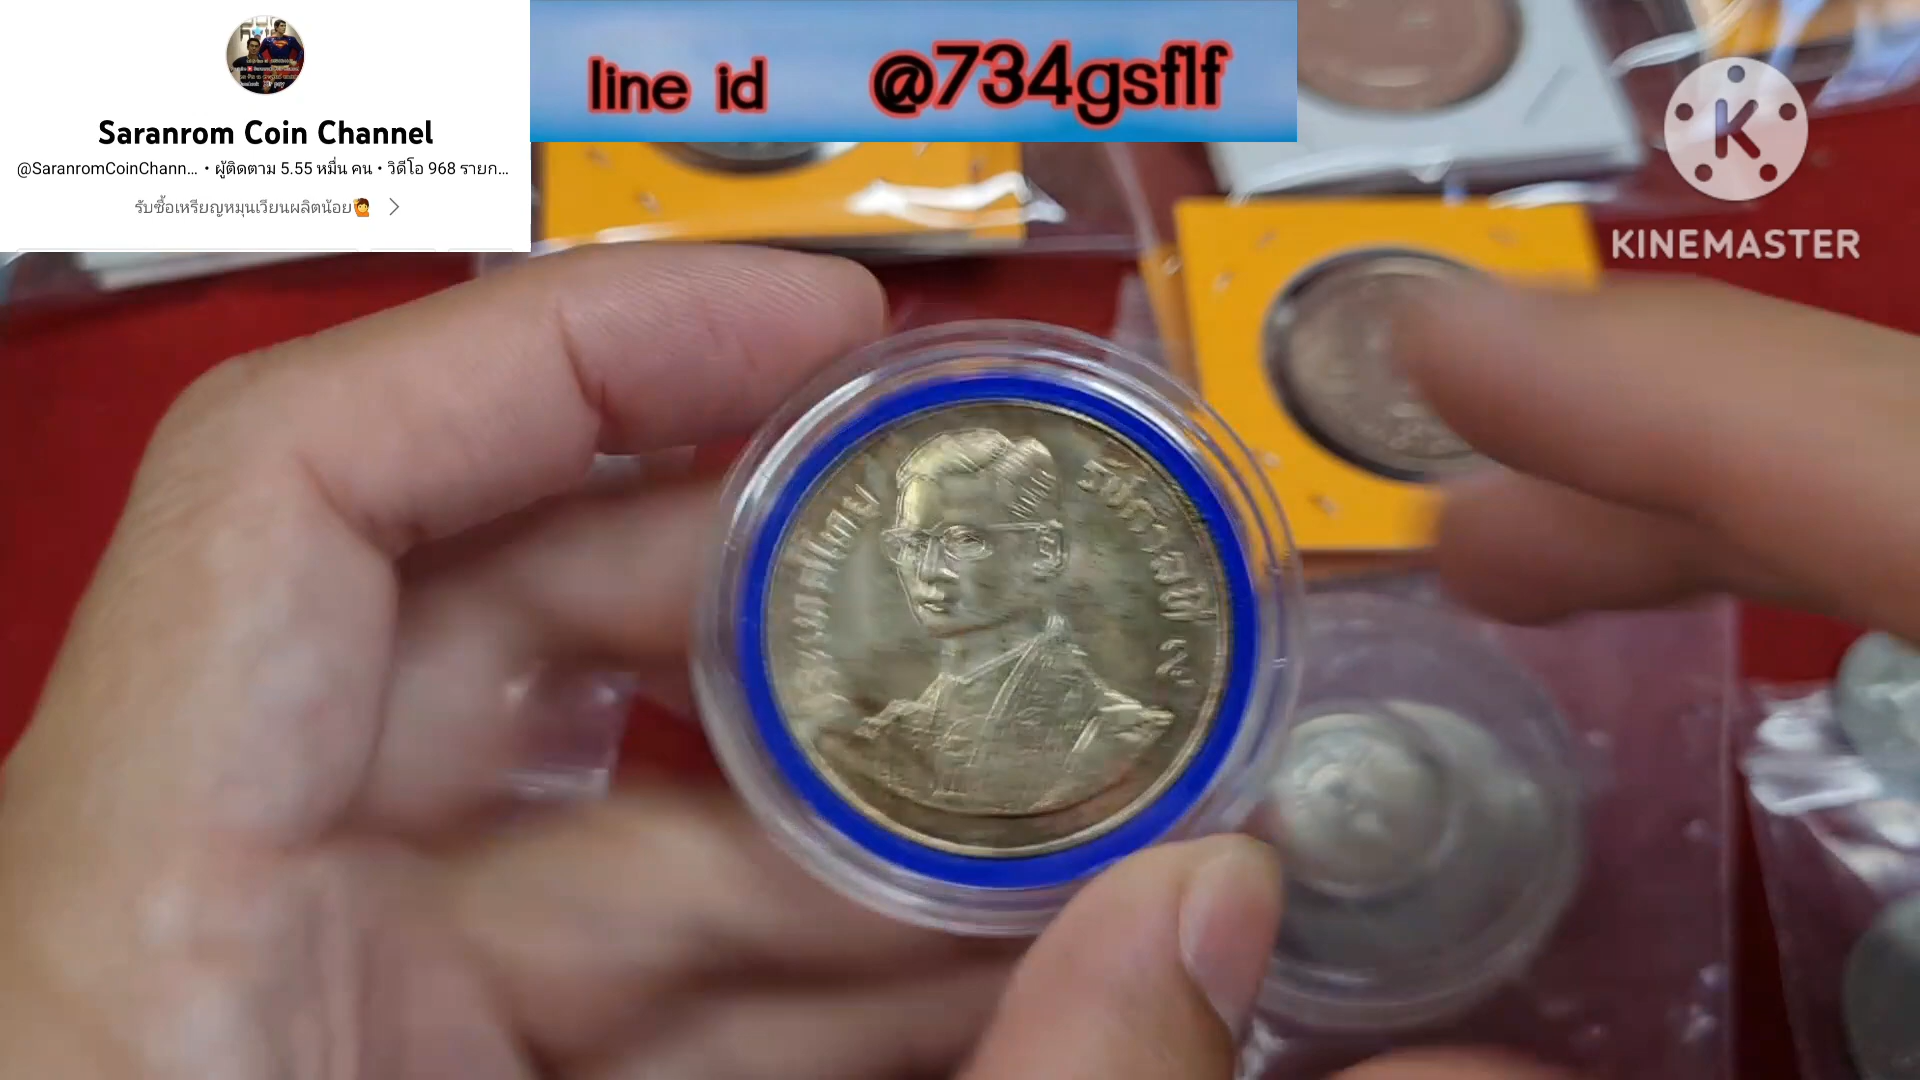 Saranrom Coin Channel
@SaranromCoinChann... • ผู้ติดตาม 5.55 หมื่น คน • วิดีโอ 968 รายก...
รับซื้อเหรียญหมุนเวียนผลิตน้อย🙋
line id @734gsflf
KINEMASTER
รัชกาลที่ ๙